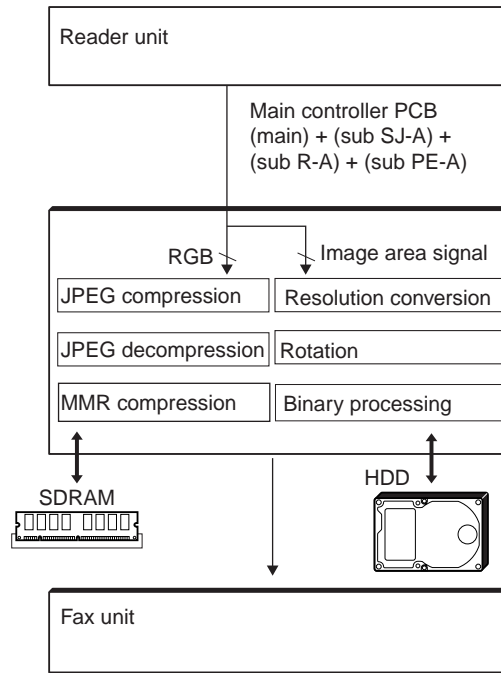 Reader unit
Main controller PCB
(main) + (sub SJ-A) +
(sub R-A) + (sub PE-A)
RGB
Image area signal
JPEG compression
Resolution conversion
JPEG decompression
Rotation
MMR compression
Binary processing
SDRAM
HDD
Fax unit